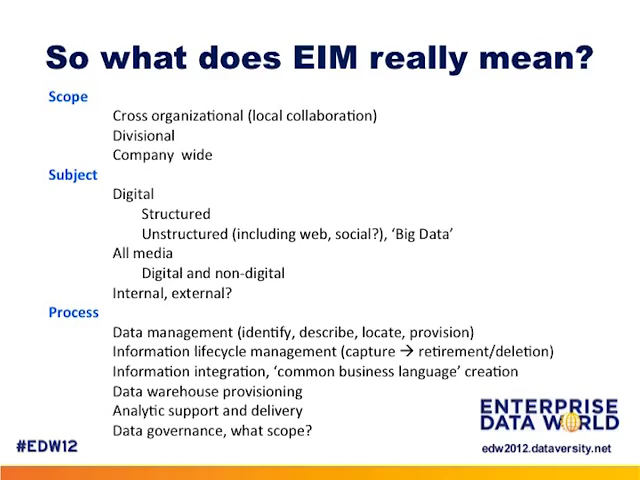 So what does EIM really mean?
Scope
Cross organizational (local collaboration)
Divisional
Company wide
Subject
Digital
Structured
Unstructured (including web, social?), ‘Big Data’
All media
Digital and non-digital
Internal, external?
Process
Data management (identify, describe, locate, provision)
Information lifecycle management (capture → retirement/deletion)
Information integration, ‘common business language’ creation
Data warehouse provisioning
Analytic support and delivery
Data governance, what scope?
ENTERPRISE
DATA WORLD
#EDW12
edw2012.dataversity.net